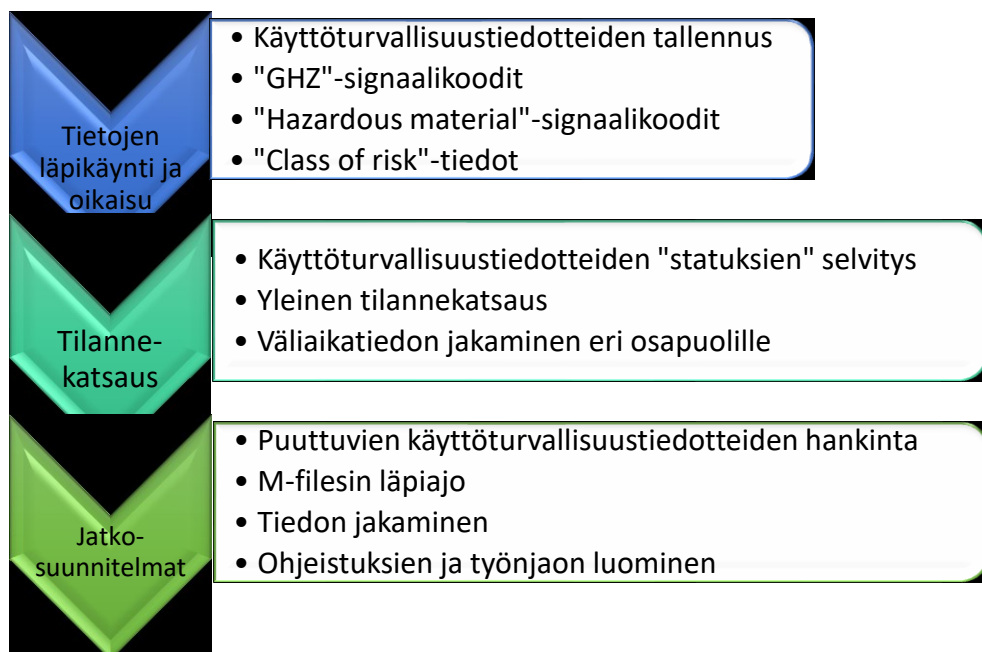 Tietojen
läpikäynti ja
oikaisu
• Käyttöturvallisuustiedotteiden tallennus
• "GHZ"-signaalikoodit
• "Hazardous material"-signaalikoodit
• "Class of risk"-tiedot
Tilanne-
katsaus
• Käyttöturvallisuustiedotteiden "statuksien" selvitys
• Yleinen tilannekatsaus
• Väliaikatiedon jakaminen eri osapuolille
Jatko-
suunnitelmat
• Puuttuvien käyttöturvallisuustiedotteiden hankinta
• M-filesin läpiajo
• Tiedon jakaminen
• Ohjeistuksien ja työnjaon luominen